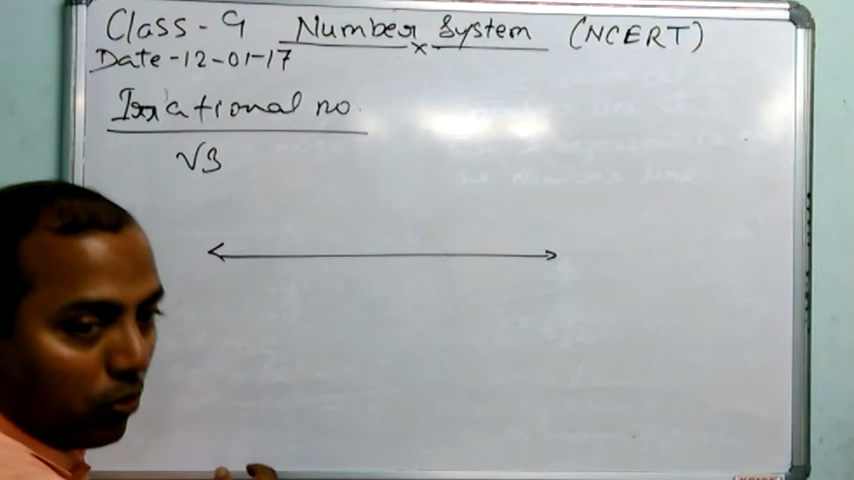 Class - 9 Number System (NCERT)
Date - 12-01-17
Irrational no.
√3